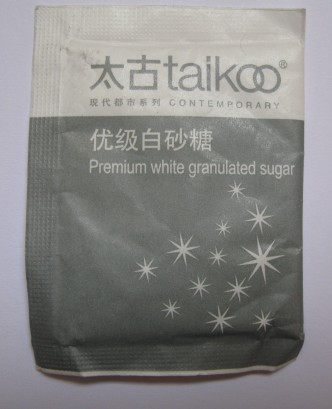 太古taikoo®
现代都市系列 CONTEMPORARY
优级白砂糖
Premium white granulated sugar